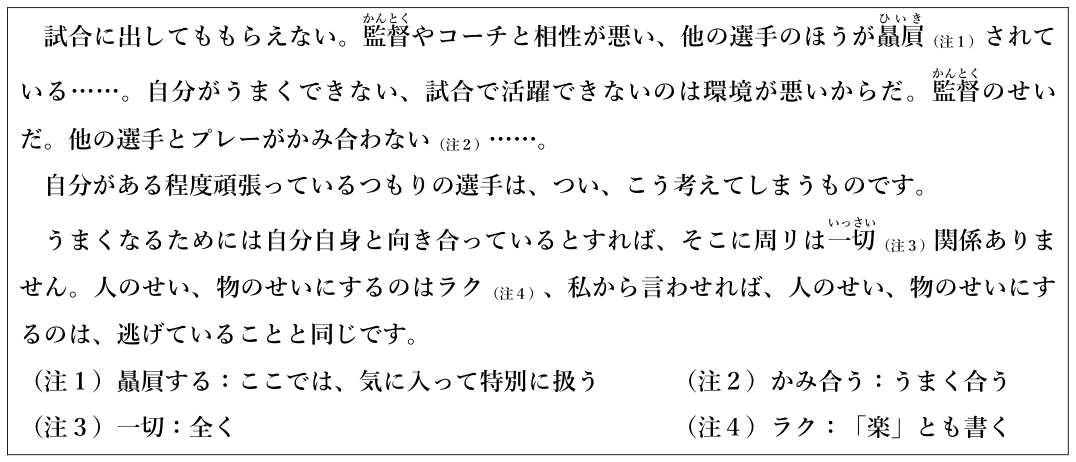 試合に出してももらえない。監督やコーチと相性が悪い、他の選手のほうが贔屓（注１）されて
いる……。自分がうまくできない、試合で活躍できないのは環境が悪いからだ。監督のせい
だ。他の選手とプレーがかみ合わない（注２）……。
自分がある程度頑張っているつもりの選手は、つい、こう考えてしまうものです。
うまくなるためには自分自身と向き合っているとすれば、そこに周リは一切（注３）関係ありま
せん。人のせい、物のせいにするのはラク（注４）、私から言わせれば、人のせい、物のせいにす
るのは、逃げていることと同じです。
（注１）贔屓する：ここでは、気に入って特別に扱う　（注２）かみ合う：うまく合う
（注３）一切：全く　（注４）ラク：「楽」とも書く